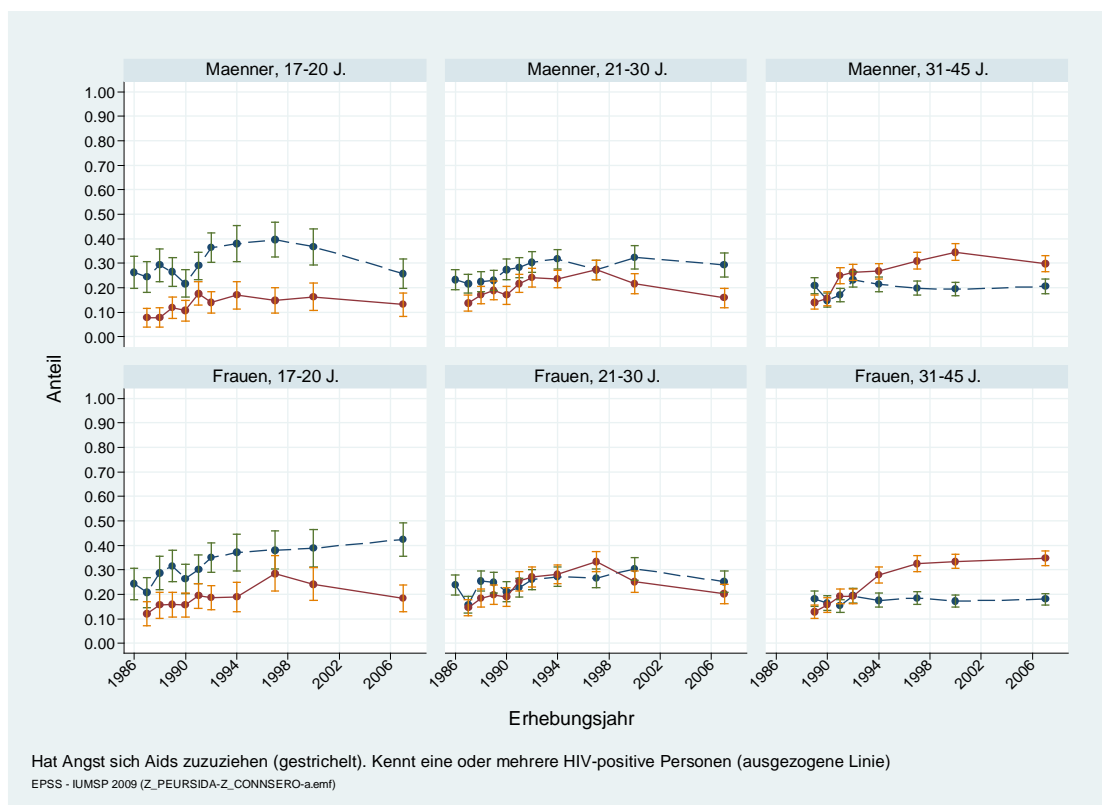 Maenner, 17-20 J.
Maenner, 21-30 J.
Maenner, 31-45 J.
1.00
0.90
0.80
0.70
0.60
0.50
0.40
0.30
0.20
0.10
0.00
Anteil
Frauen, 17-20 J.
Frauen, 21-30 J.
Frauen, 31-45 J.
1.00
0.90
0.80
0.70
0.60
0.50
0.40
0.30
0.20
0.10
0.00
1986 1990 1994 1998 2002 2006
1986 1990 1994 1998 2002 2006
1986 1990 1994 1998 2002 2006
Erhebungsjahr
Hat Angst sich Aids zuzuziehen (gestrichelt). Kennt eine oder mehrere HIV-positive Personen (ausgezogene Linie)
EPSS - IUMSP 2009 (Z_PEURSIDA-Z_CONNSERO-a.emf)